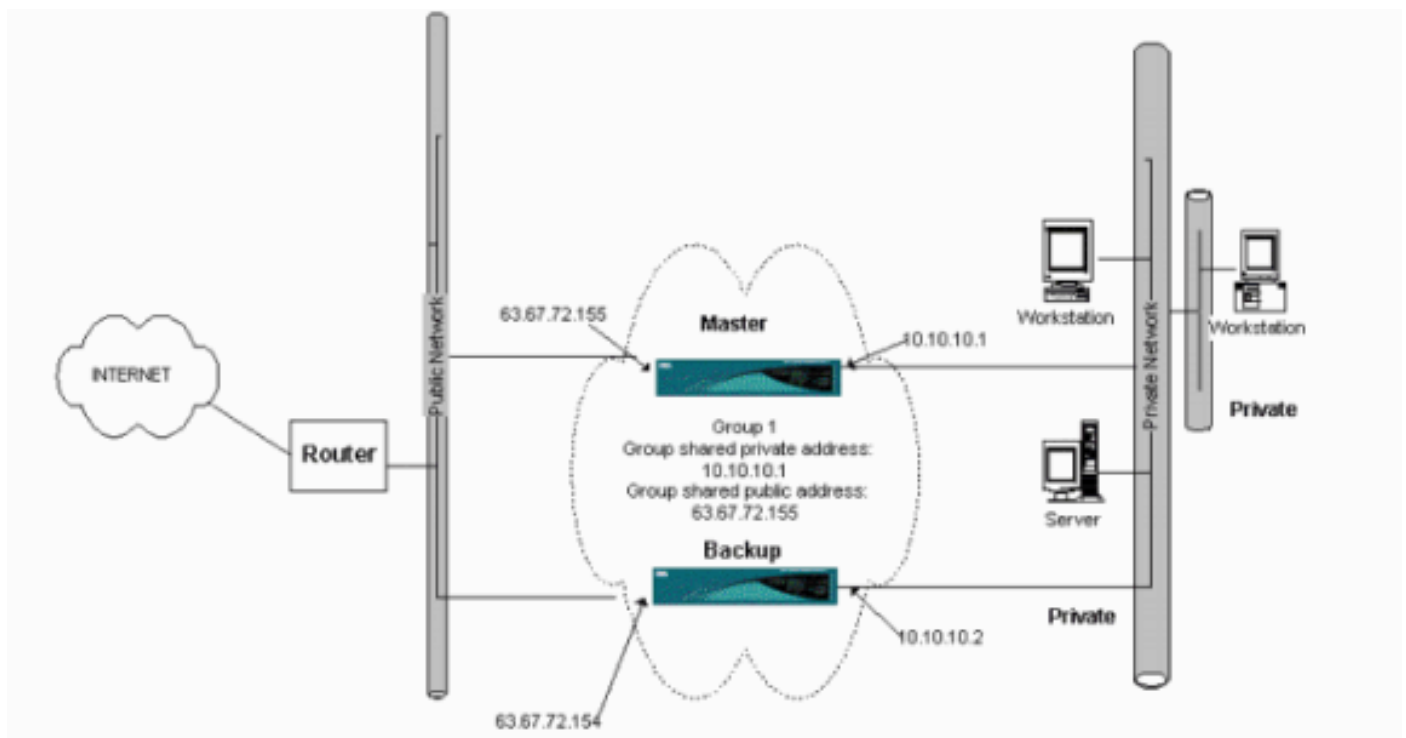 63.67.72.155
Master
10.10.10.1
Workstation
Workstation
INTERNET
Public Network
Private Network
Private
Router
Group 1
Group shared private address:
10.10.10.1
Group shared public address:
63.67.72.155
Server
Backup
Private
10.10.10.2
63.67.72.154